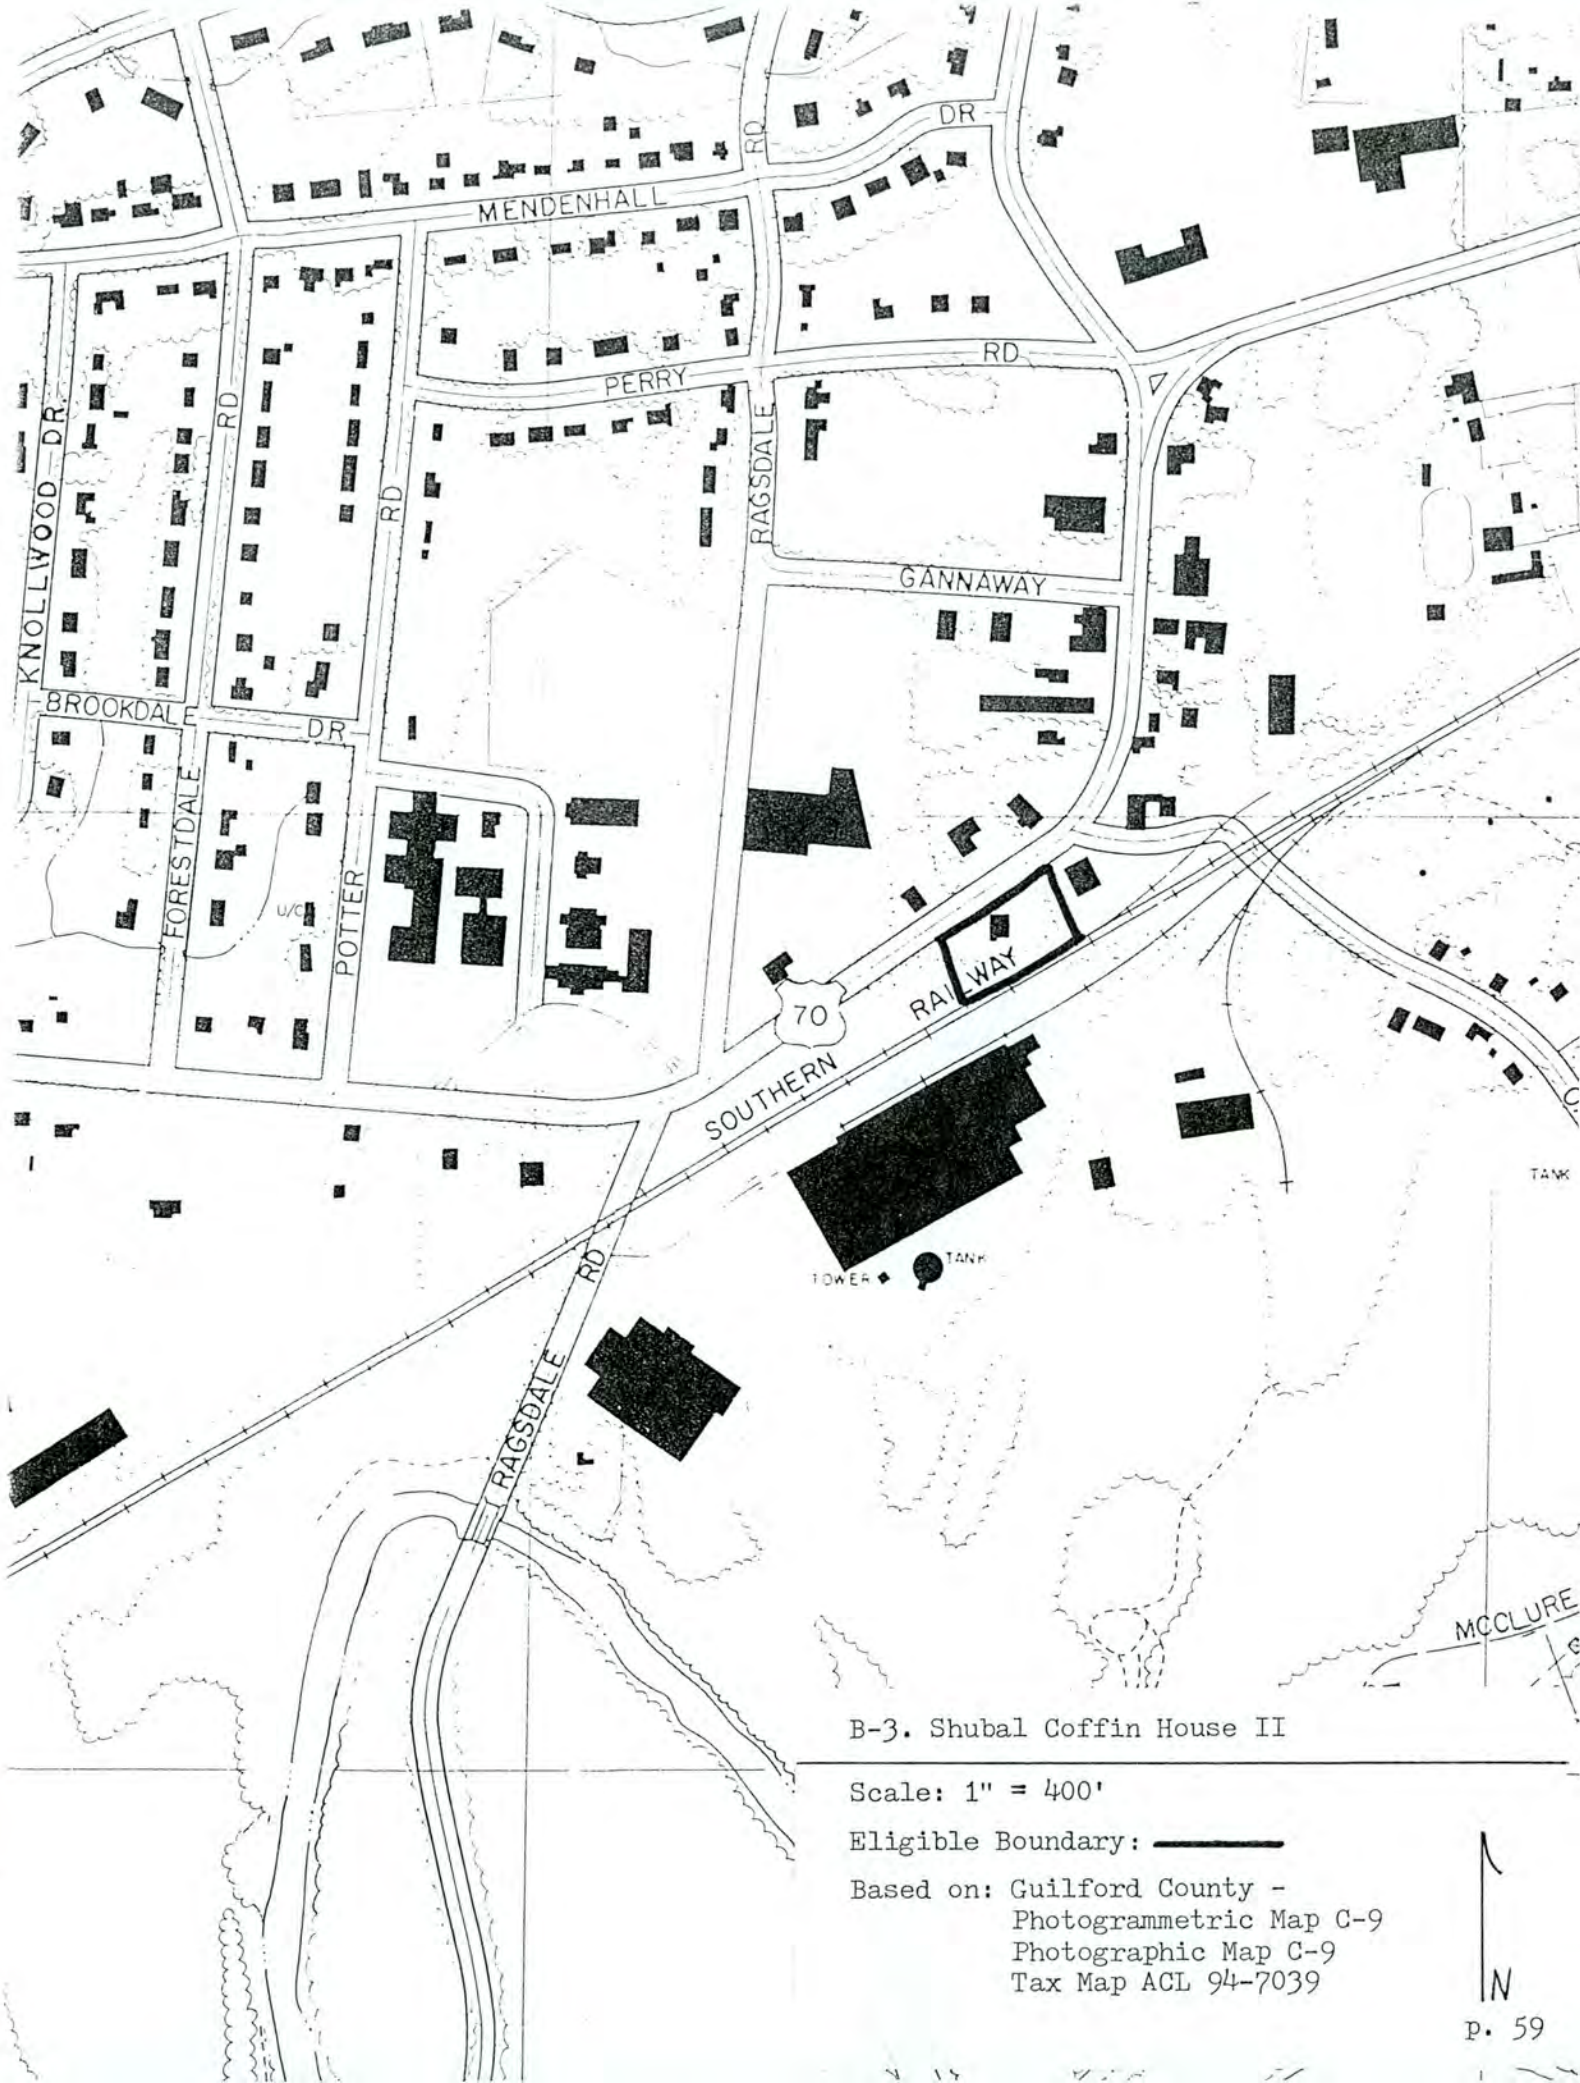 DR
RD
MENDENHALL
RD
PERRY
RD
RAGSDALE
KNOLLWOOD DR.
RD
GANNAWAY
BROOKDALE
DR
FORESTDALE
U/C
POTTER
RAILWAY
70
SOUTHERN
TANK
RD
TOWER
TANK
RAGSDALE
MCCLURE
B-3. Shubal Coffin House II
Scale: 1" = 400'
Eligible Boundary:
Based on: Guilford County -
Photogrammetric Map C-9
Photographic Map C-9
Tax Map ACL 94-7039
N
p. 59